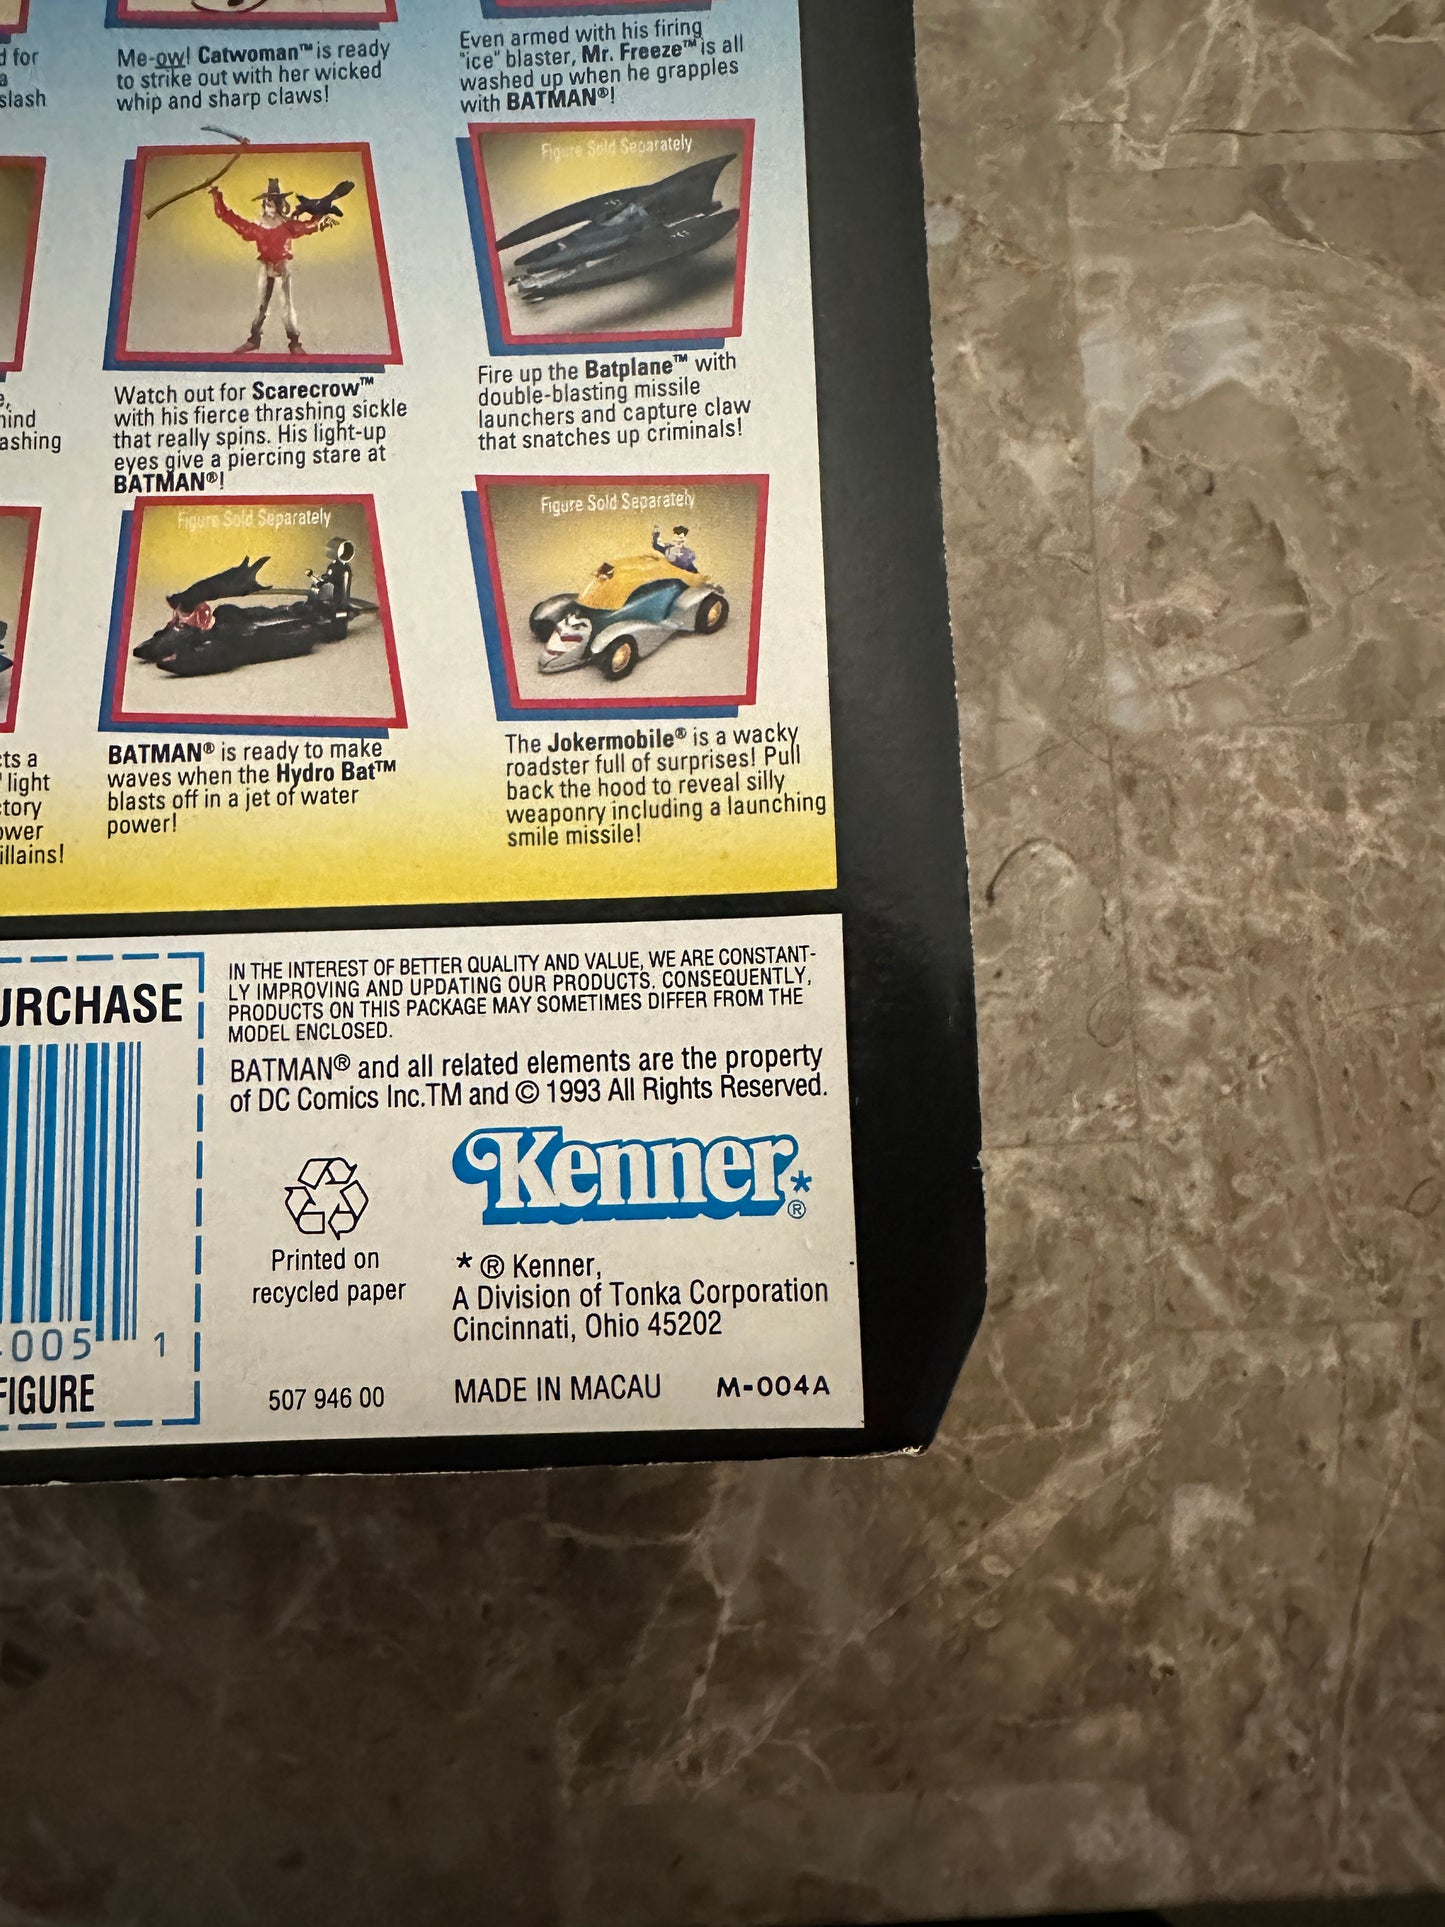 d for
a
slash
Me-ow! Catwoman™ is ready
to strike out with her wicked
whip and sharp claws!
Even armed with his firing
"ice" blaster, Mr. Freeze™ is all
washed up when he grapples
with BATMAN®!
Figure Sold Separately
e,
hind
ashing
Watch out for Scarecrow™
with his fierce thrashing sickle
that really spins. His light-up
eyes give a piercing stare at
BATMAN®!
Fire up the Batplane™ with
double-blasting missile
launchers and capture claw
that snatches up criminals!
Figure Sold Separately
Figure Sold Separately
cts a
light
ctory
ower
illains!
BATMAN® is ready to make
waves when the Hydro Bat™
blasts off in a jet of water
power!
The Jokermobile® is a wacky
roadster full of surprises! Pull
back the hood to reveal silly
weaponry including a launching
smile missile!
URCHASE
005 1
FIGURE
IN THE INTEREST OF BETTER QUALITY AND VALUE, WE ARE CONSTANT-
LY IMPROVING AND UPDATING OUR PRODUCTS. CONSEQUENTLY,
PRODUCTS ON THIS PACKAGE MAY SOMETIMES DIFFER FROM THE
MODEL ENCLOSED.
BATMAN® and all related elements are the property
of DC Comics Inc.TM and © 1993 All Rights Reserved.
Kenner*®
Printed on
recycled paper
* ® Kenner,
A Division of Tonka Corporation
Cincinnati, Ohio 45202
507 946 00
MADE IN MACAU M-004A